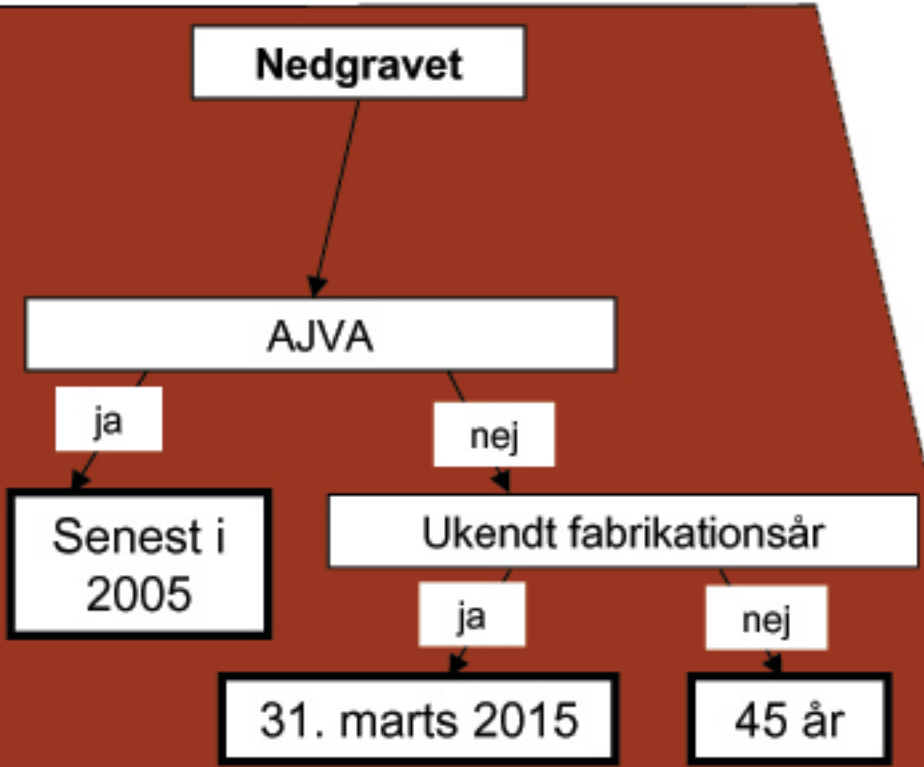 Nedgravet
AJVA
ja
nej
Senest i
2005
Ukendt fabrikationsår
ja
nej
31. marts 2015
45 år